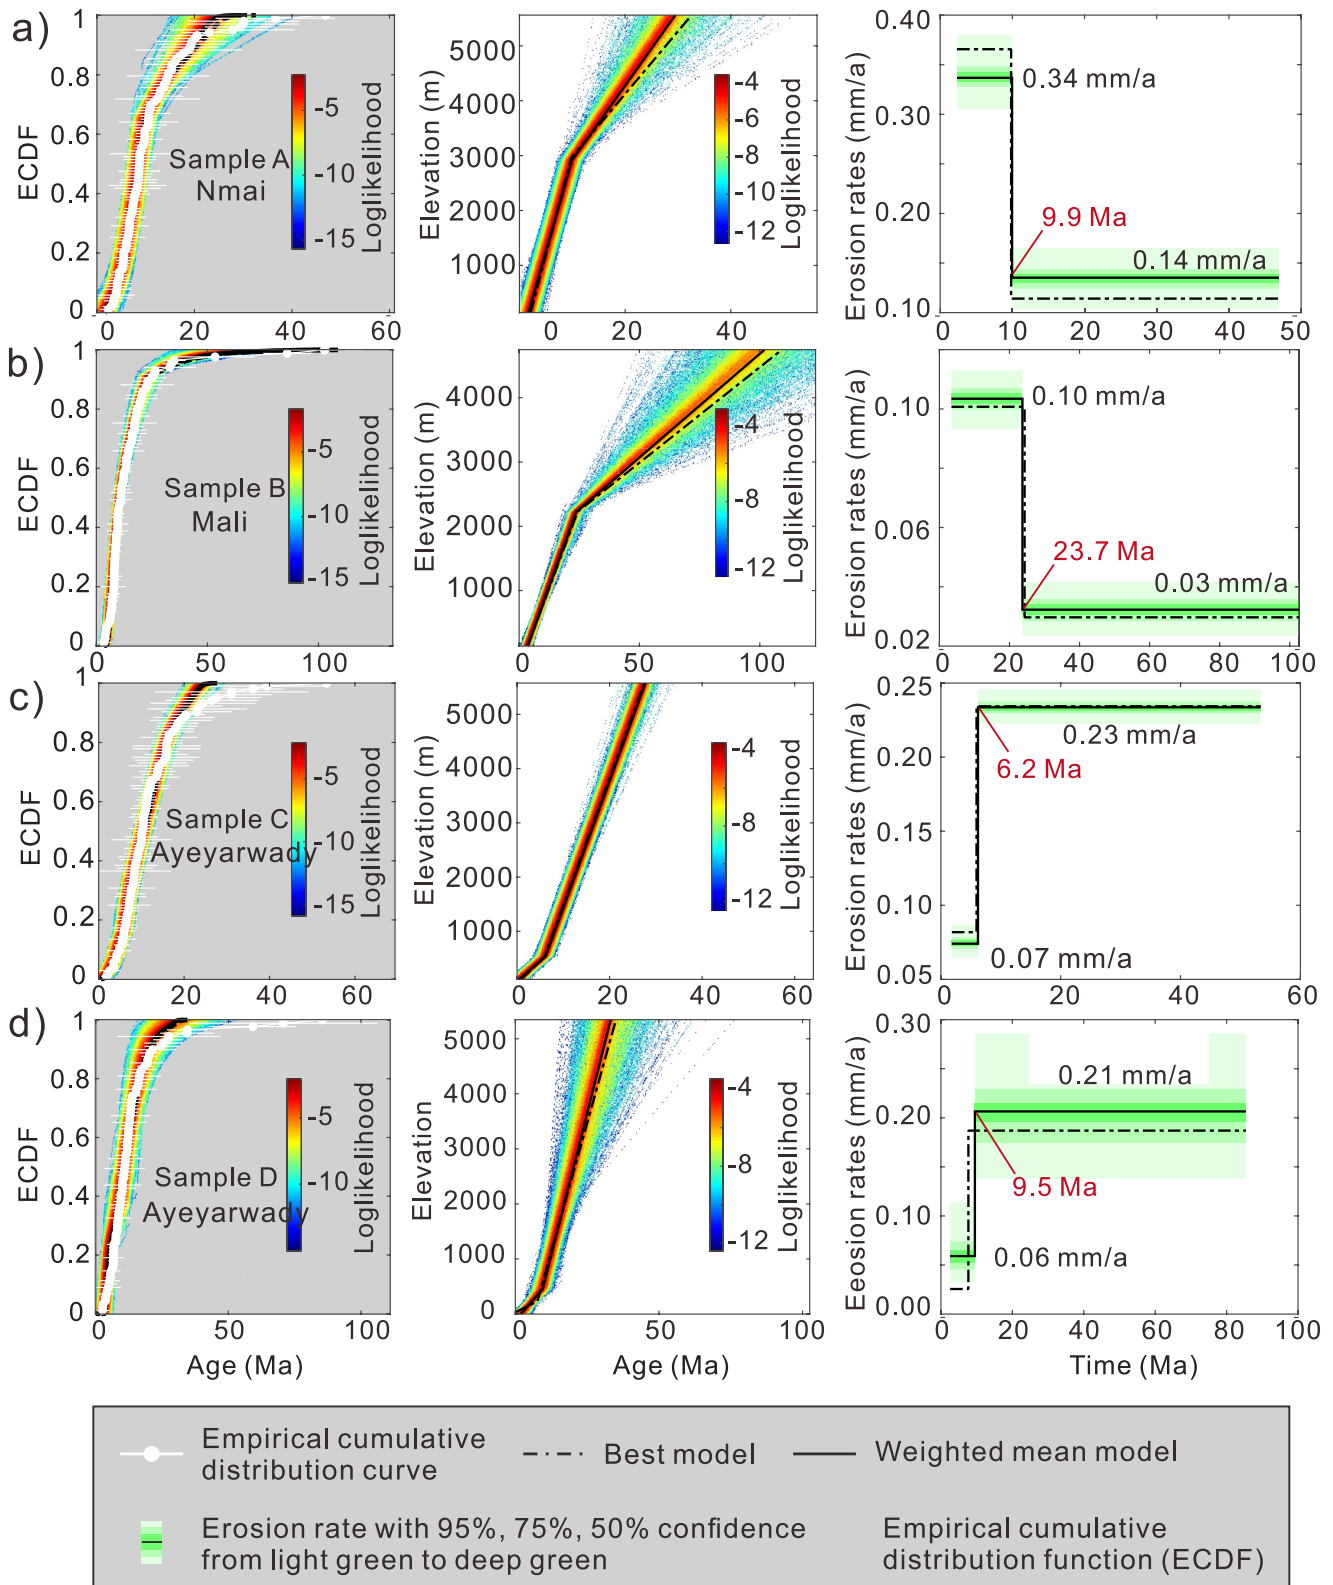 a)
ECDF
1
0.8
0.6
0.4
0.2
0
0
20
40
60
Sample A
Nmai
-5
-10
-15
Loglikelihood
Elevation (m)
5000
4000
3000
2000
1000
0
20
40
-4
-6
-8
-10
-12
Loglikelihood
Erosion rates (mm/a)
0.40
0.30
0.20
0.10
0
10
20
30
40
50
0.34 mm/a
9.9 Ma
0.14 mm/a
b)
ECDF
1
0.8
0.6
0.4
0.2
0
0
50
100
Sample B
Mali
-5
-10
-15
Loglikelihood
Elevation (m)
4000
3000
2000
1000
0
50
100
-4
-8
-12
Loglikelihood
Erosion rates (mm/a)
0.10
0.06
0.02
0
20
40
60
80
100
0.10 mm/a
23.7 Ma
0.03 mm/a
c)
ECDF
1
0.8
0.6
0.4
0.2
0
0
20
40
60
Sample C
Ayeyarwady
-5
-10
-15
Loglikelihood
Elevation (m)
5000
4000
3000
2000
1000
0
20
40
60
-4
-8
-12
Loglikelihood
Erosion rates (mm/a)
0.25
0.20
0.15
0.10
0.05
0
20
40
60
0.23 mm/a
6.2 Ma
0.07 mm/a
d)
ECDF
1
0.8
0.6
0.4
0.2
0
0
50
100
Sample D
Ayeyarwady
-5
-10
Loglikelihood
Age (Ma)
Elevation
5000
4000
3000
2000
1000
0
0
50
100
-4
-8
-12
Loglikelihood
Age (Ma)
Eeosion rates (mm/a)
0.30
0.20
0.10
0.00
0
20
40
60
80
100
0.21 mm/a
9.5 Ma
0.06 mm/a
Time (Ma)
Empirical cumulative
distribution curve
Best model
Weighted mean model
Erosion rate with 95%, 75%, 50% confidence
from light green to deep green
Empirical cumulative
distribution function (ECDF)